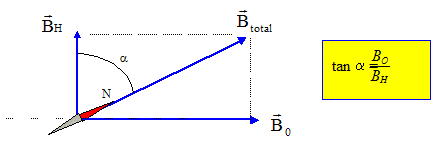 B⃗H
B⃗total
α
N
B⃗0
tan α = BO / BH